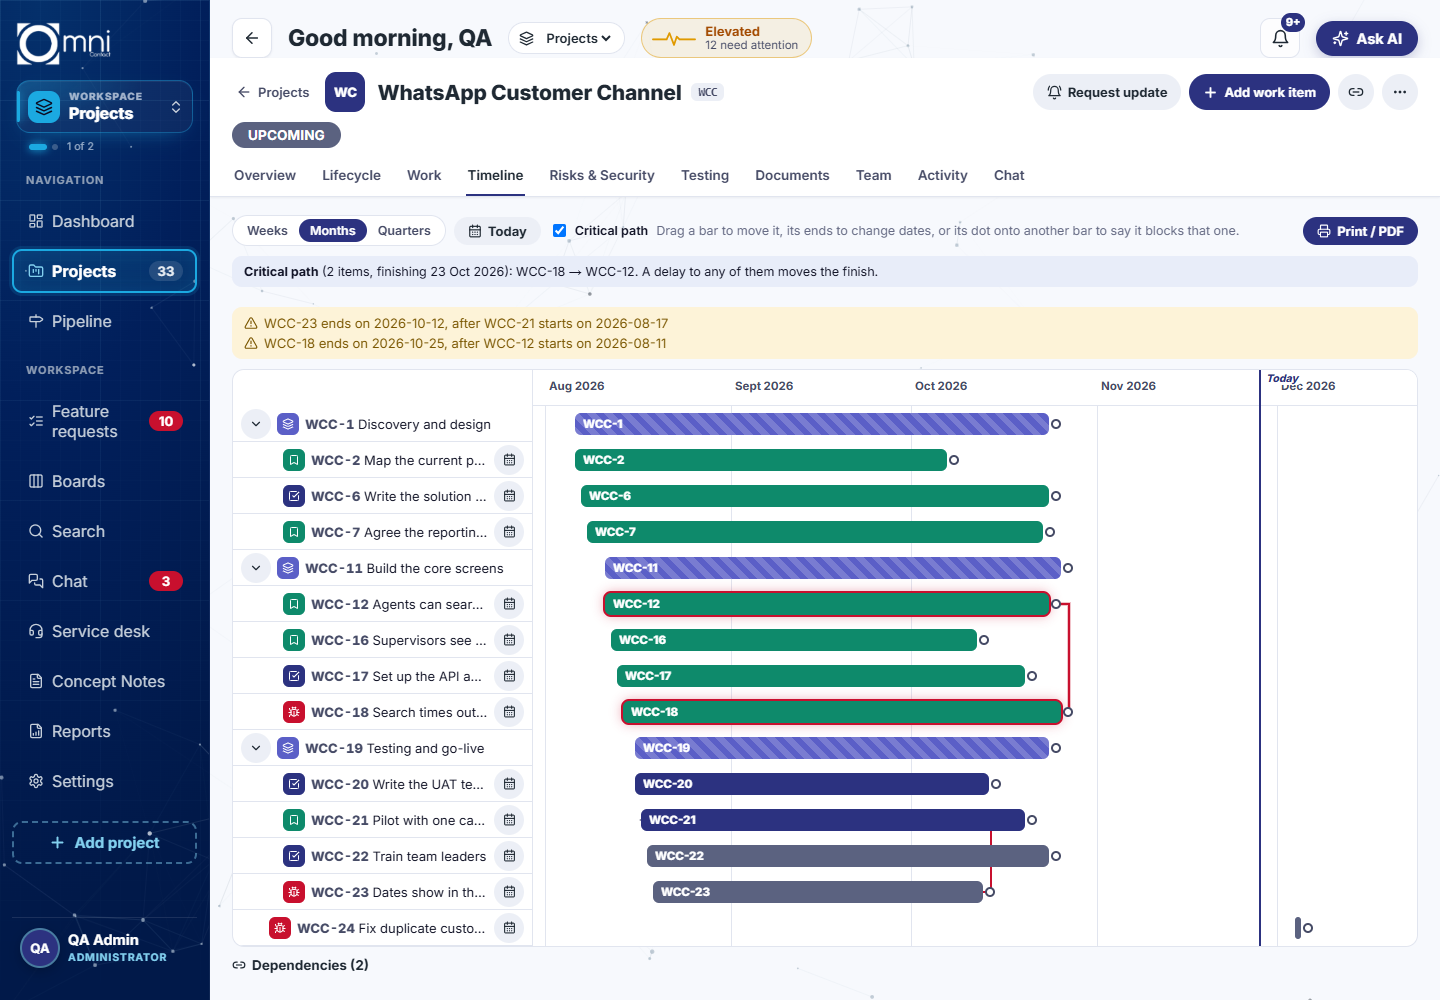 Omni
Contact
WORKSPACE
Projects
1 of 2
NAVIGATION
Dashboard
Projects 33
Pipeline
WORKSPACE
Feature requests 10
Boards
Search
Chat 3
Service desk
Concept Notes
Reports
Settings
+ Add project
QA
QA Admin
ADMINISTRATOR
Good morning, QA
Projects
Elevated
12 need attention
9+
Ask AI
Projects
WC
WhatsApp Customer Channel
WCC
Request update
+ Add work item
UPCOMING
Overview Lifecycle Work Timeline Risks & Security Testing Documents Team Activity Chat
Weeks Months Quarters
Today
Critical path
Drag a bar to move it, its ends to change dates, or its dot onto another bar to say it blocks that one.
Print / PDF
Critical path (2 items, finishing 23 Oct 2026): WCC-18 → WCC-12. A delay to any of them moves the finish.
WCC-23 ends on 2026-10-12, after WCC-21 starts on 2026-08-17
WCC-18 ends on 2026-10-25, after WCC-12 starts on 2026-08-11
Aug 2026 Sept 2026 Oct 2026 Nov 2026 Today Dec 2026
WCC-1 Discovery and design WCC-1
WCC-2 Map the current p... WCC-2
WCC-6 Write the solution ... WCC-6
WCC-7 Agree the reportin... WCC-7
WCC-11 Build the core screens WCC-11
WCC-12 Agents can sear... WCC-12
WCC-16 Supervisors see ... WCC-16
WCC-17 Set up the API a... WCC-17
WCC-18 Search times out... WCC-18
WCC-19 Testing and go-live WCC-19
WCC-20 Write the UAT te... WCC-20
WCC-21 Pilot with one ca... WCC-21
WCC-22 Train team leaders WCC-22
WCC-23 Dates show in th... WCC-23
WCC-24 Fix duplicate custo...
Dependencies (2)